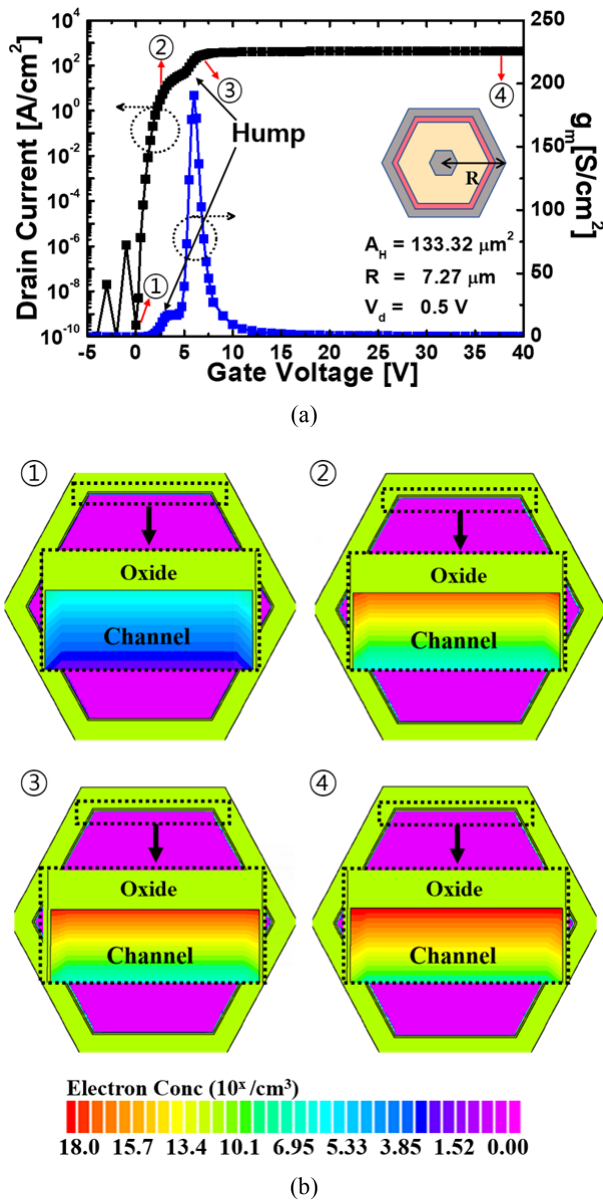 Drain Current [A/cm²]
10⁴
10²
10⁰
10⁻²
10⁻⁴
10⁻⁶
10⁻⁸
10⁻¹⁰
②
③
④
①
Hump
R
A_H = 133.32 μm²
R = 7.27 μm
V_d = 0.5 V
250
200
150
100
50
0
g_m [S/cm²]
-5 0 5 10 15 20 25 30 35 40
Gate Voltage [V]
(a)
①
Oxide
Channel
②
Oxide
Channel
③
Oxide
Channel
④
Oxide
Channel
Electron Conc (10ˣ/cm³)
18.0 15.7 13.4 10.1 6.95 5.33 3.85 1.52 0.00
(b)